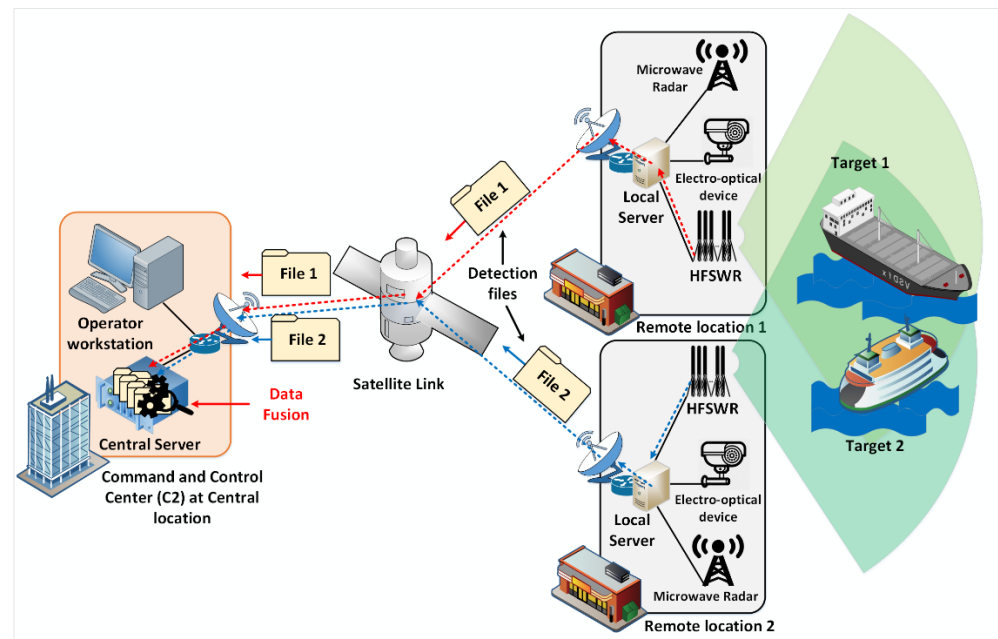 Microwave
Radar
Electro-optical
device
Local
Server
HFSWR
Remote location 1
Target 1
VSDTX
Target 2
File 1
Detection
files
File 2
Satellite Link
File 1
File 2
Operator
workstation
Data
Fusion
Central Server
Command and Control
Center (C2) at Central
location
HFSWR
Electro-optical
device
Local
Server
Microwave Radar
Remote location 2